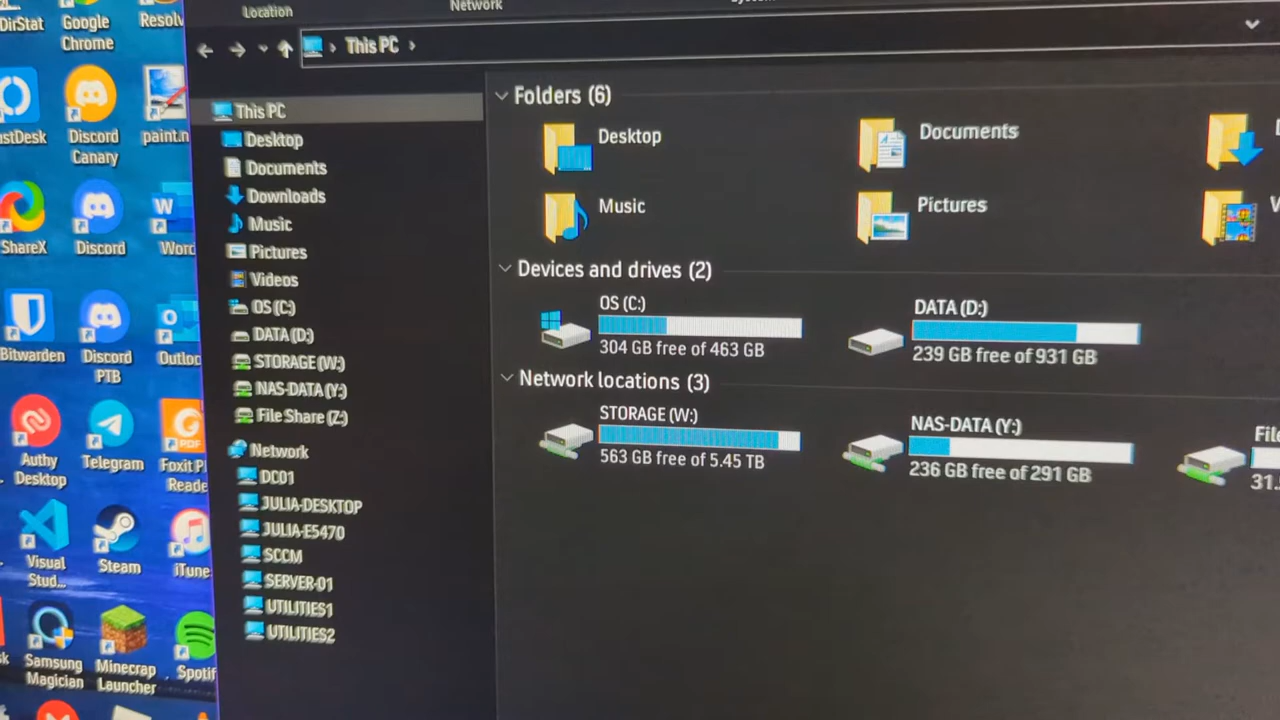 DirStat
Google
Chrome
Resolv
Discord
Canary
paint.n
ShareX
Discord
Word
Bitwarden
Discord
PTB
Outloo
Authy
Desktop
Telegram
Foxit P
Reade
Visual
Stud...
Steam
iTune
Samsung
Magician
Minecrap
Launcher
Spotif
Location
Network
This PC
This PC
Desktop
Documents
Downloads
Music
Pictures
Videos
OS (C:)
DATA (D:)
STORAGE (W:)
NAS-DATA (Y:)
File Share (Z:)
Network
DC01
JULIA-DESKTOP
JULIA-E5470
SCCM
SERVER-01
UTILITIES1
UTILITIES2
Folders (6)
Desktop
Documents
Music
Pictures
Devices and drives (2)
OS (C:)
304 GB free of 463 GB
DATA (D:)
239 GB free of 931 GB
Network locations (3)
STORAGE (W:)
563 GB free of 5.45 TB
NAS-DATA (Y:)
236 GB free of 291 GB
File
31.